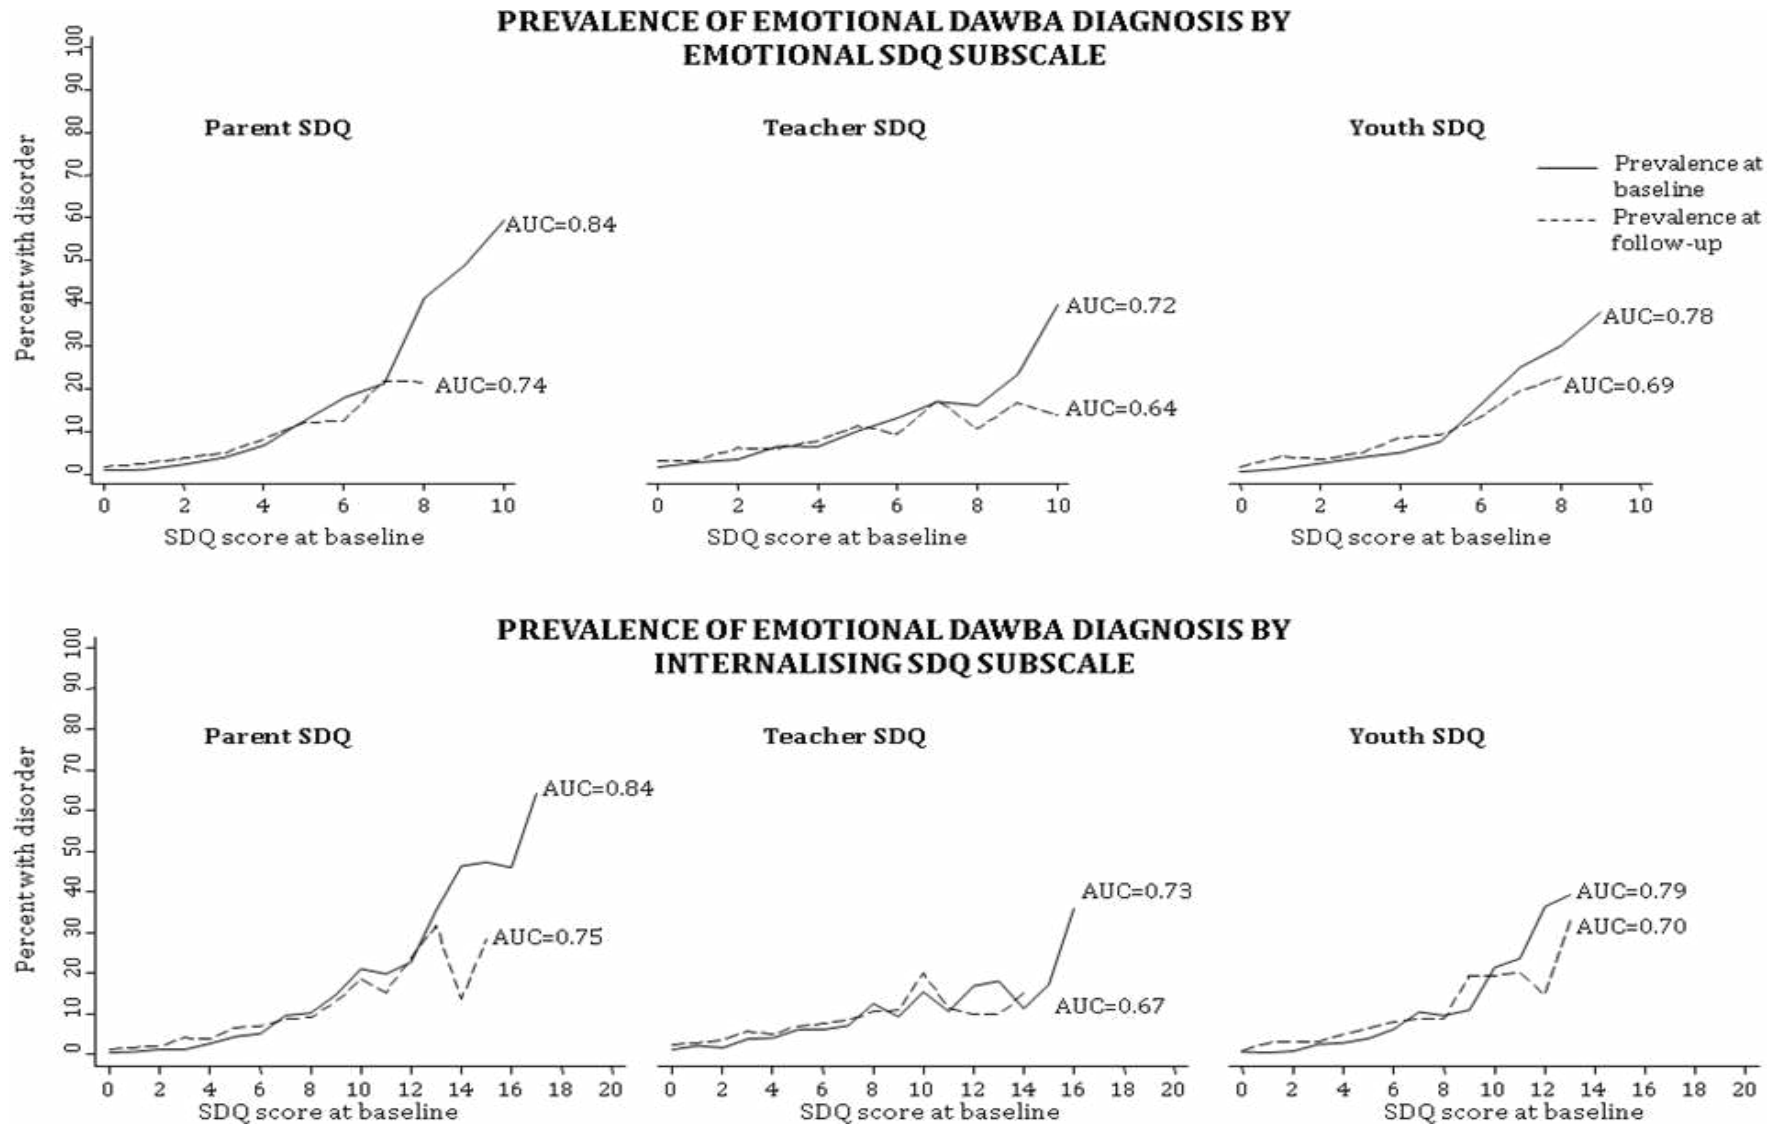 PREVALENCE OF EMOTIONAL DAWBA DIAGNOSIS BY
EMOTIONAL SDQ SUBSCALE
Parent SDQ
Teacher SDQ
Youth SDQ
Prevalence at
baseline
Prevalence at
follow-up
Percent with disorder
100
90
80
70
60
50
40
30
20
10
0
AUC=0.84
AUC=0.74
AUC=0.72
AUC=0.64
AUC=0.78
AUC=0.69
0 2 4 6 8 10
0 2 4 6 8 10
0 2 4 6 8 10
SDQ score at baseline
SDQ score at baseline
SDQ score at baseline
PREVALENCE OF EMOTIONAL DAWBA DIAGNOSIS BY
INTERNALISING SDQ SUBSCALE
Parent SDQ
Teacher SDQ
Youth SDQ
Percent with disorder
100
90
80
70
60
50
40
30
20
10
0
AUC=0.84
AUC=0.75
AUC=0.73
AUC=0.67
AUC=0.79
AUC=0.70
0 2 4 6 8 10 12 14 16 18 20
0 2 4 6 8 10 12 14 16 18 20
0 2 4 6 8 10 12 14 16 18 20
SDQ score at baseline
SDQ score at baseline
SDQ score at baseline